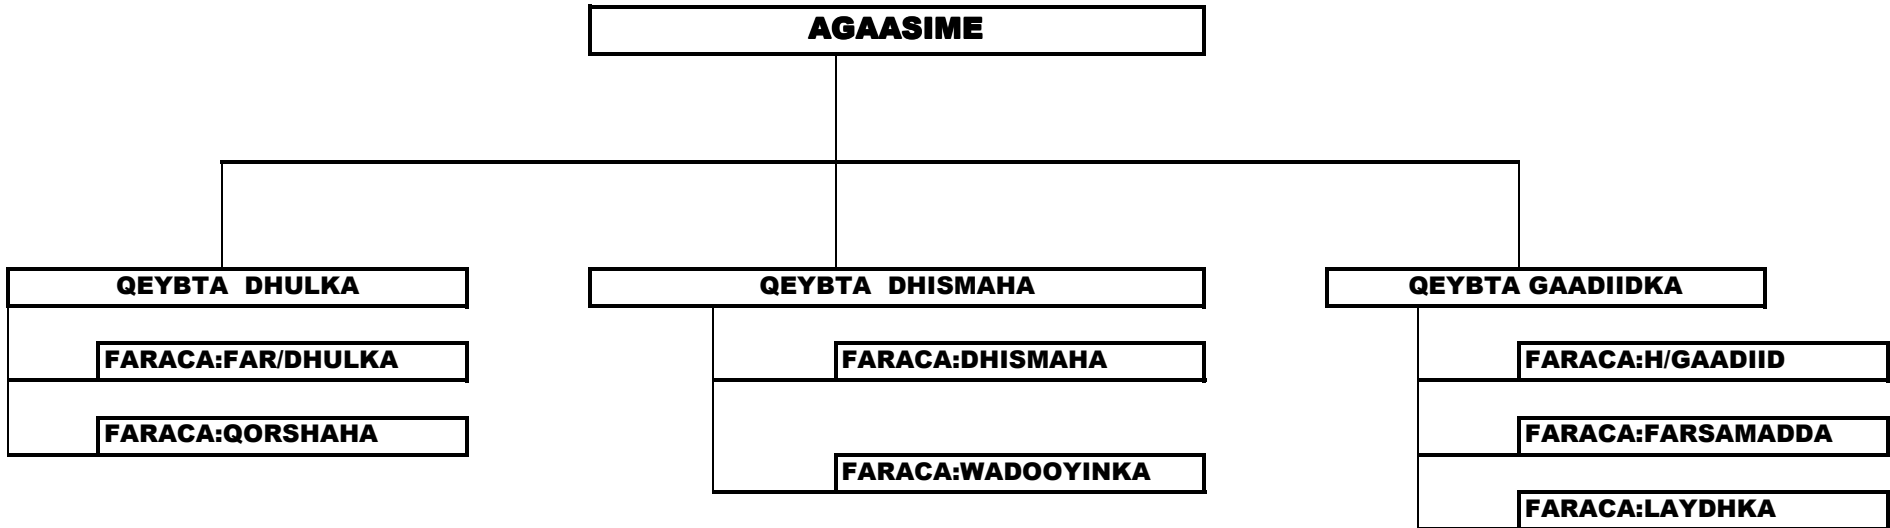 AGAASIME
QEYBTA DHULKA
FARACA:FAR/DHULKA
FARACA:QORSHAHA
QEYBTA DHISMAHA
FARACA:DHISMAHA
FARACA:WADOOYINKA
QEYBTA GAADIIDKA
FARACA:H/GAADIID
FARACA:FARSAMADDA
FARACA:LAYDHKA